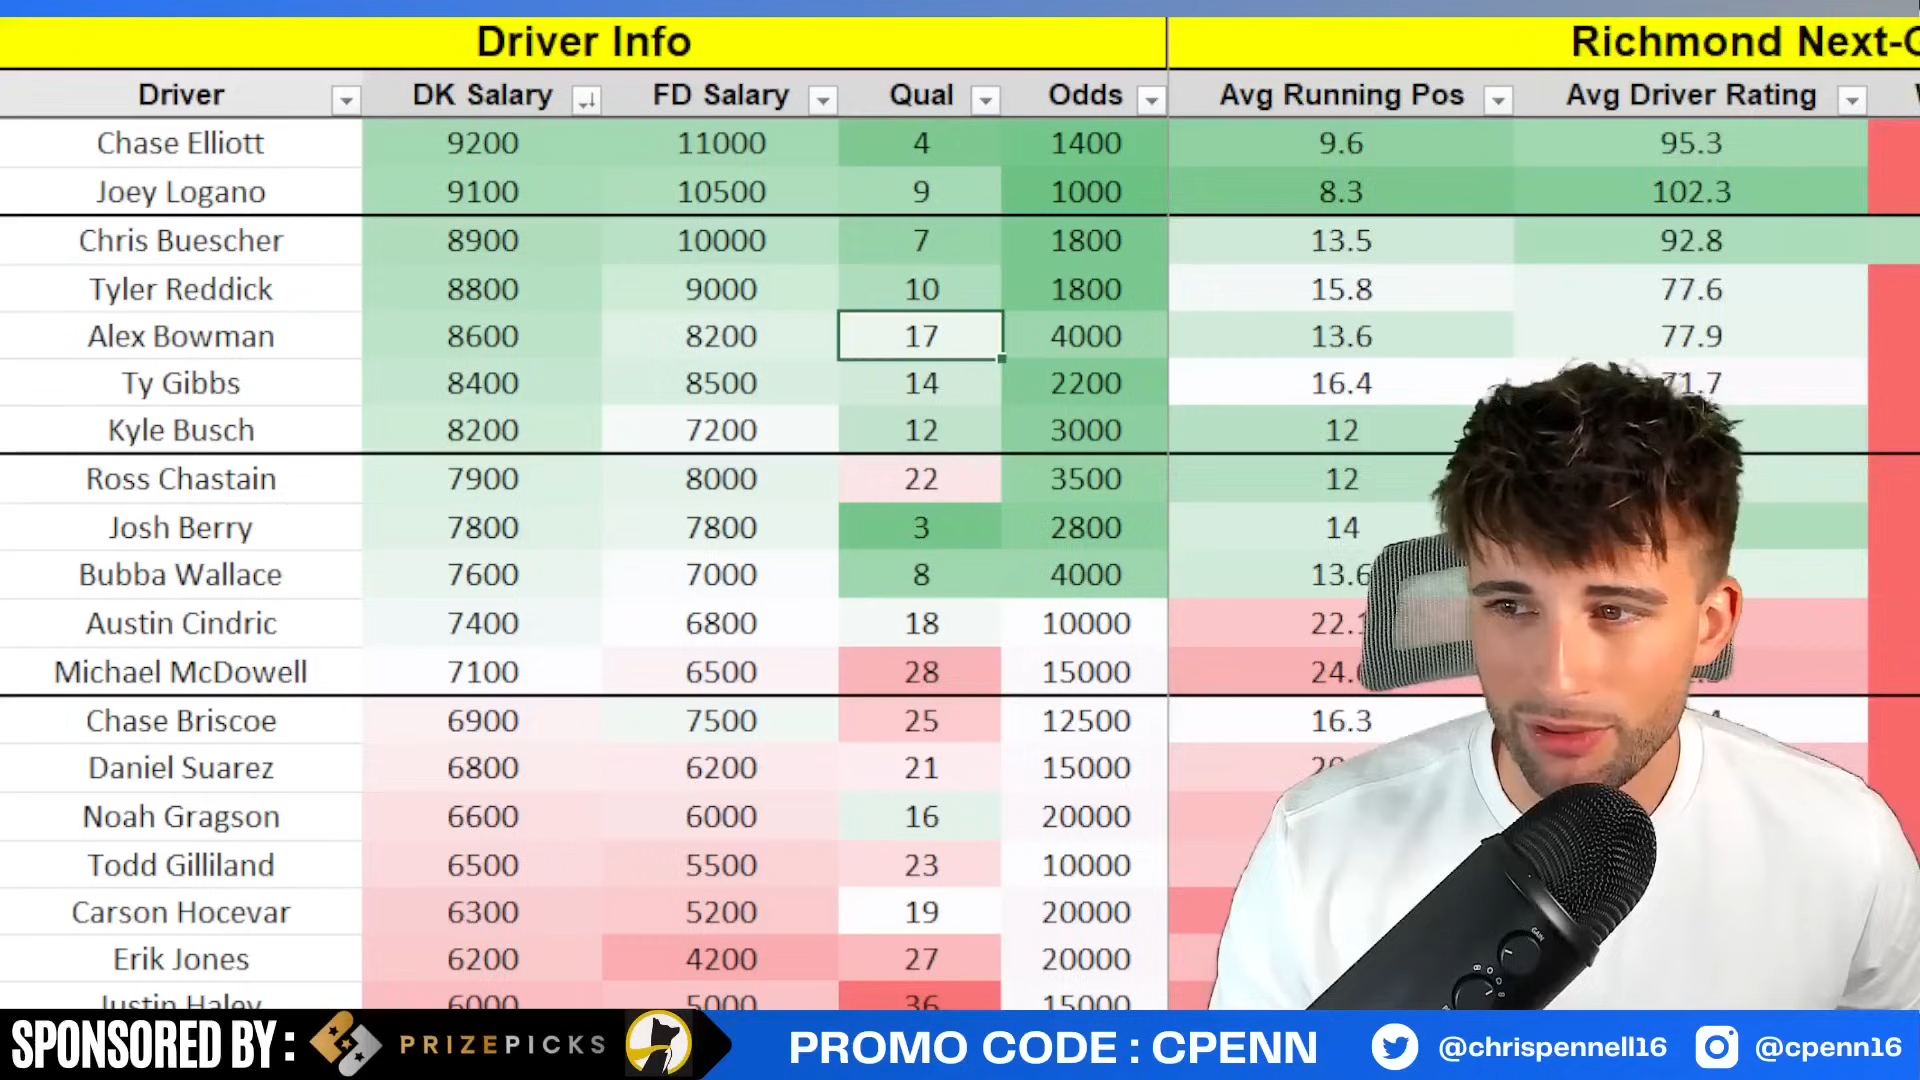 Driver Info Richmond Next-
Driver DK Salary FD Salary Qual Odds Avg Running Pos Avg Driver Rating
Chase Elliott 9200 11000 4 1400 9.6 95.3
Joey Logano 9100 10500 9 1000 8.3 102.3
Chris Buescher 8900 10000 7 1800 13.5 92.8
Tyler Reddick 8800 9000 10 1800 15.8 77.6
Alex Bowman 8600 8200 17 4000 13.6 77.9
Ty Gibbs 8400 8500 14 2200 16.4 71.7
Kyle Busch 8200 7200 12 3000 12
Ross Chastain 7900 8000 22 3500 12
Josh Berry 7800 7800 3 2800 14
Bubba Wallace 7600 7000 8 4000 13.6
Austin Cindric 7400 6800 18 10000 22.
Michael McDowell 7100 6500 28 15000 24.
Chase Briscoe 6900 7500 25 12500 16.3
Daniel Suarez 6800 6200 21 15000
Noah Gragson 6600 6000 16 20000
Todd Gilliland 6500 5500 23 10000
Carson Hocevar 6300 5200 19 20000
Erik Jones 6200 4200 27 20000
Justin Haley 6000 5000 36 15000
GAIN
SPONSORED BY : PRIZEPICKS PROMO CODE : CPENN @chrispennell16 @cpenn16